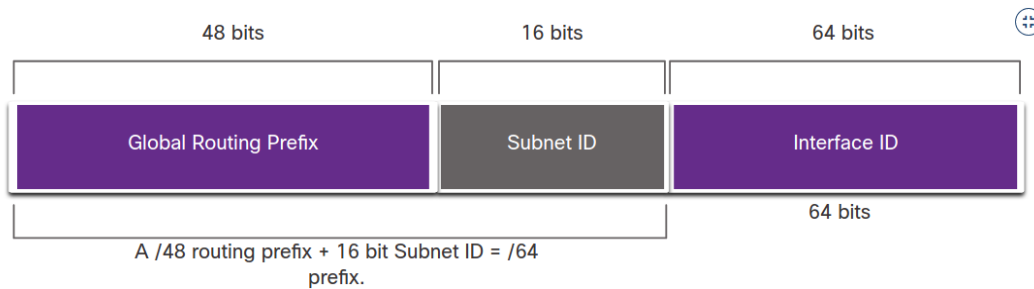 48 bits
16 bits
64 bits
Global Routing Prefix
Subnet ID
Interface ID
64 bits
A /48 routing prefix + 16 bit Subnet ID = /64
prefix.